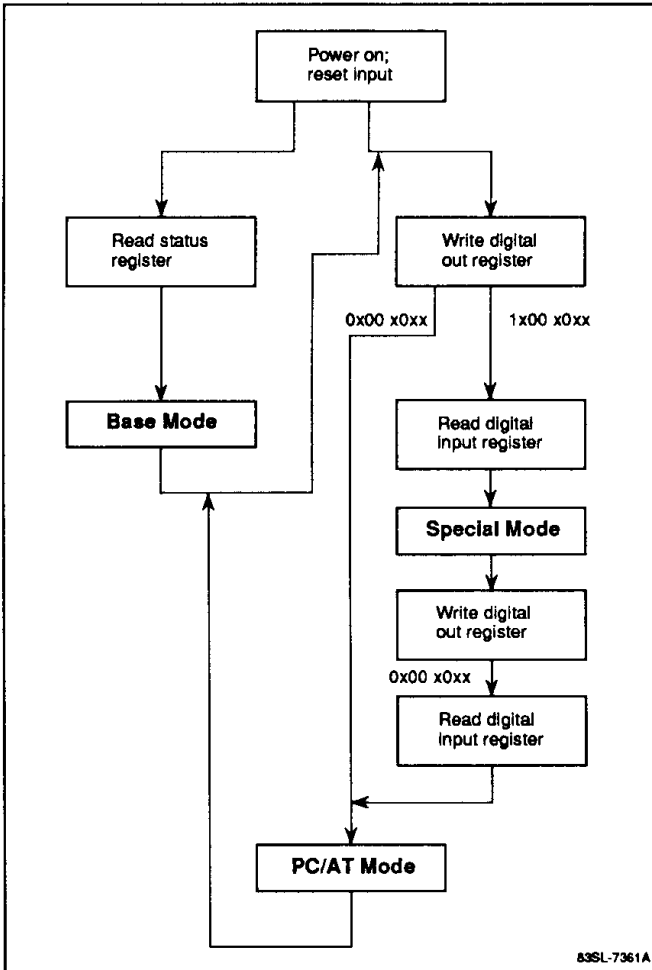 Power on;
reset input
Read status
register
Write digital
out register
0x00 x0xx
1x00 x0xx
Base Mode
Read digital
input register
Special Mode
Write digital
out register
0x00 x0xx
Read digital
input register
PC/AT Mode
83SL-7361A